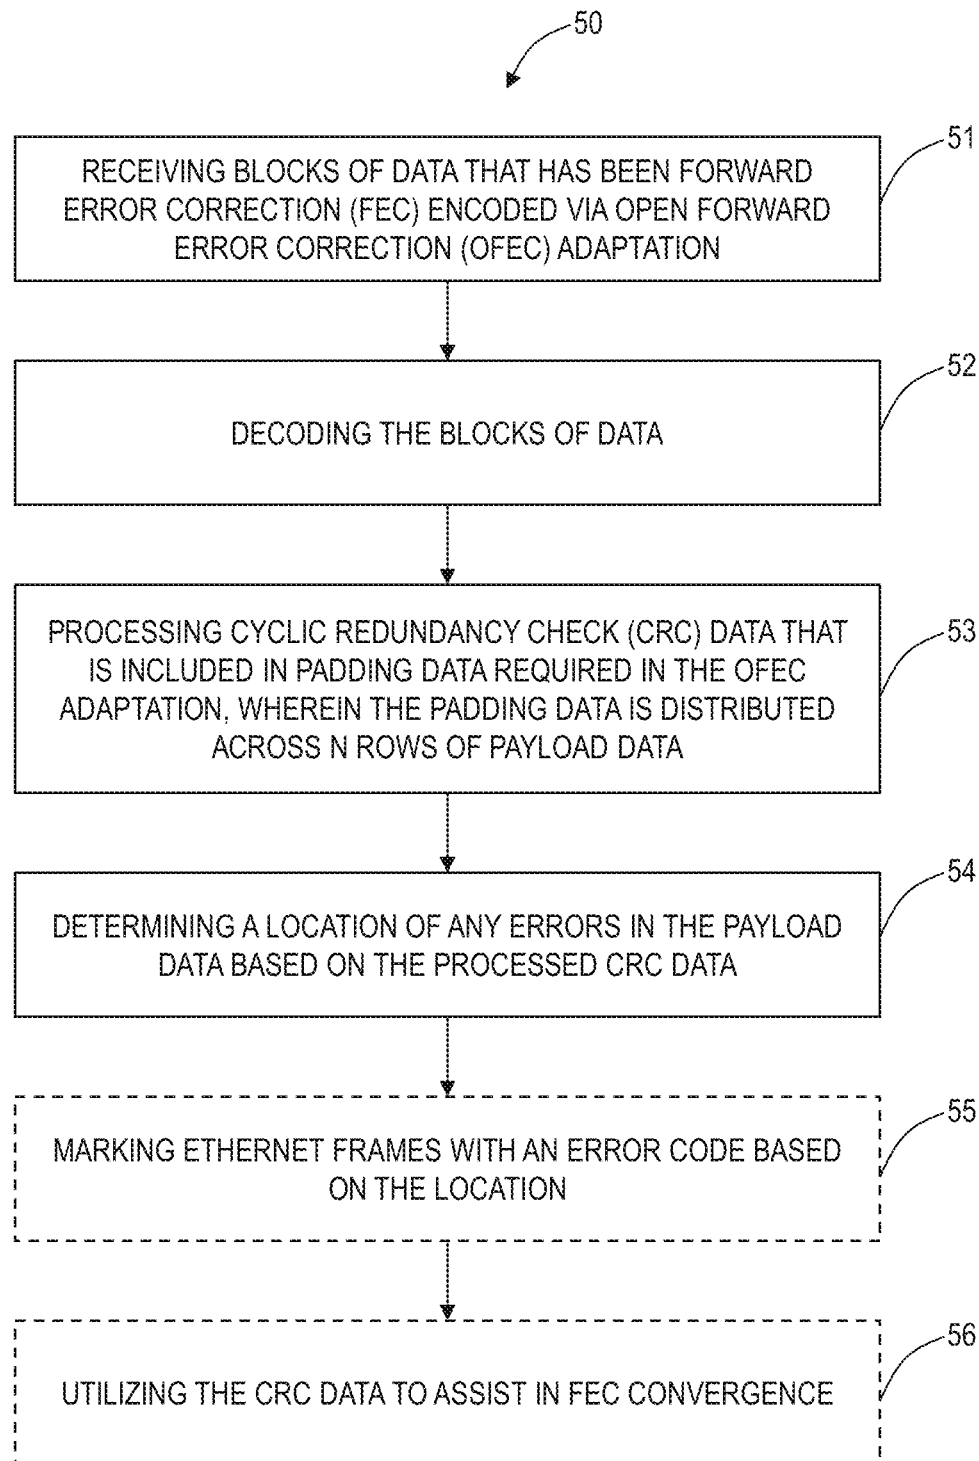 50
51
RECEIVING BLOCKS OF DATA THAT HAS BEEN FORWARD
ERROR CORRECTION (FEC) ENCODED VIA OPEN FORWARD
ERROR CORRECTION (OFEC) ADAPTATION
52
DECODING THE BLOCKS OF DATA
53
PROCESSING CYCLIC REDUNDANCY CHECK (CRC) DATA THAT
IS INCLUDED IN PADDING DATA REQUIRED IN THE OFEC
ADAPTATION, WHEREIN THE PADDING DATA IS DISTRIBUTED
ACROSS N ROWS OF PAYLOAD DATA
54
DETERMINING A LOCATION OF ANY ERRORS IN THE PAYLOAD
DATA BASED ON THE PROCESSED CRC DATA
55
MARKING ETHERNET FRAMES WITH AN ERROR CODE BASED
ON THE LOCATION
56
UTILIZING THE CRC DATA TO ASSIST IN FEC CONVERGENCE